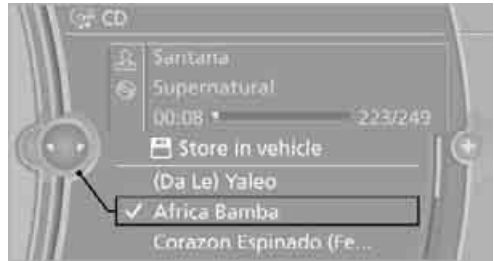 CD
Santana
Supernatural
00:08 223/249
Store in vehicle
(Da Le) Yaleo
Africa Bamba
Corazon Espinado (Fe...